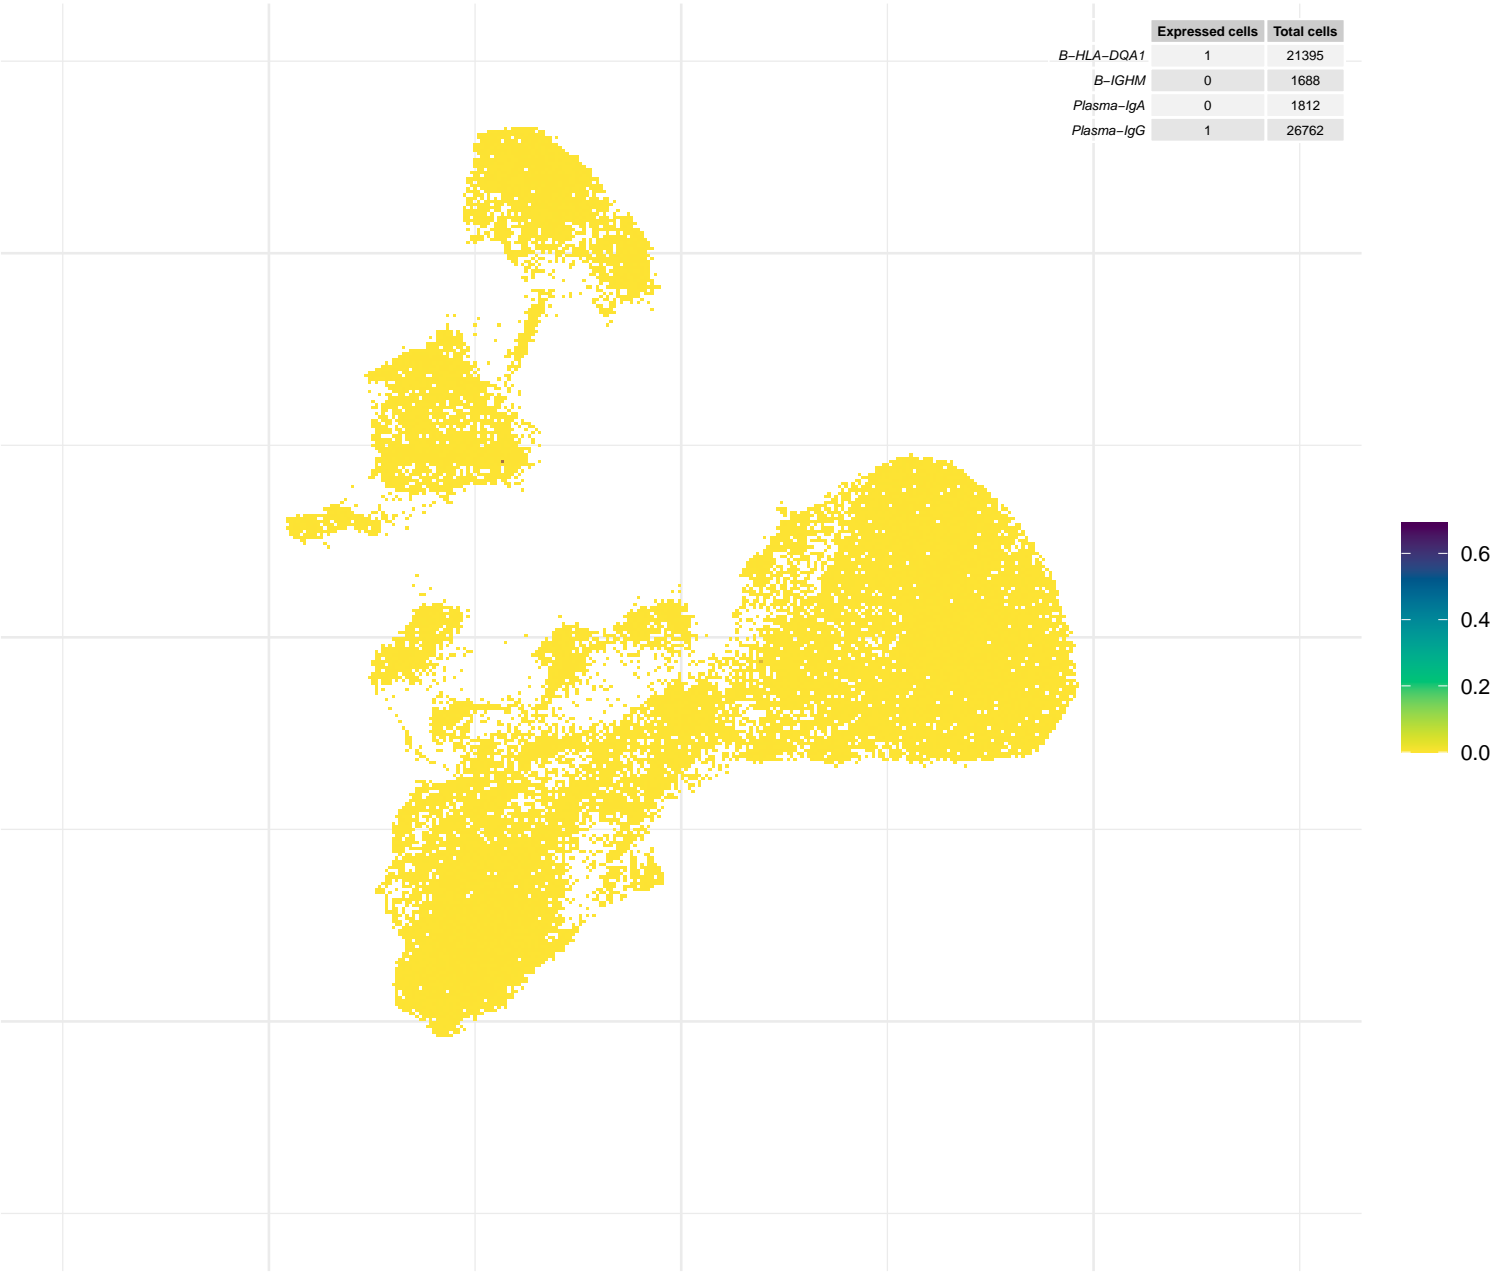 Expressed cells Total cells
B−HLA−DQA1 1 21395
B−IGHM 0 1688
Plasma−IgA 0 1812
Plasma−IgG 1 26762
0.6
0.4
0.2
0.0